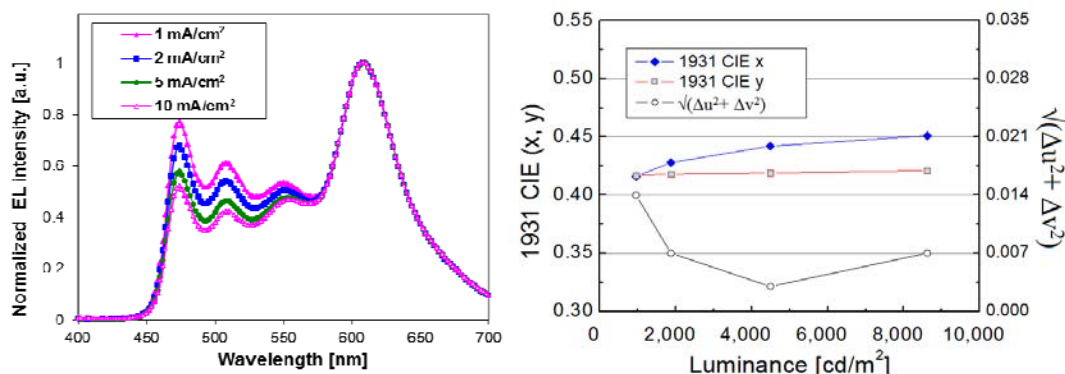 1 mA/cm²
2 mA/cm²
5 mA/cm²
10 mA/cm²
Normalized EL intensity [a.u.]
1
0.8
0.6
0.4
0.2
0
400 450 500 550 600 650 700
Wavelength [nm]
1931 CIE x
1931 CIE y
√(Δu²+ Δv²)
1931 CIE (x, y)
0.55
0.50
0.45
0.40
0.35
0.30
0.035
0.030
0.021
0.014
0.007
0.000
√(Δu²+ Δv²)
0 2,000 4,000 6,000 8,000 10,000
Luminance [cd/m²]